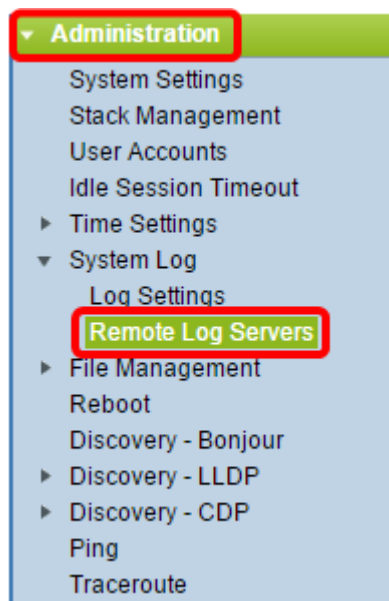 Administration
System Settings
Stack Management
User Accounts
Idle Session Timeout
Time Settings
System Log
Log Settings
Remote Log Servers
File Management
Reboot
Discovery - Bonjour
Discovery - LLDP
Discovery - CDP
Ping
Traceroute